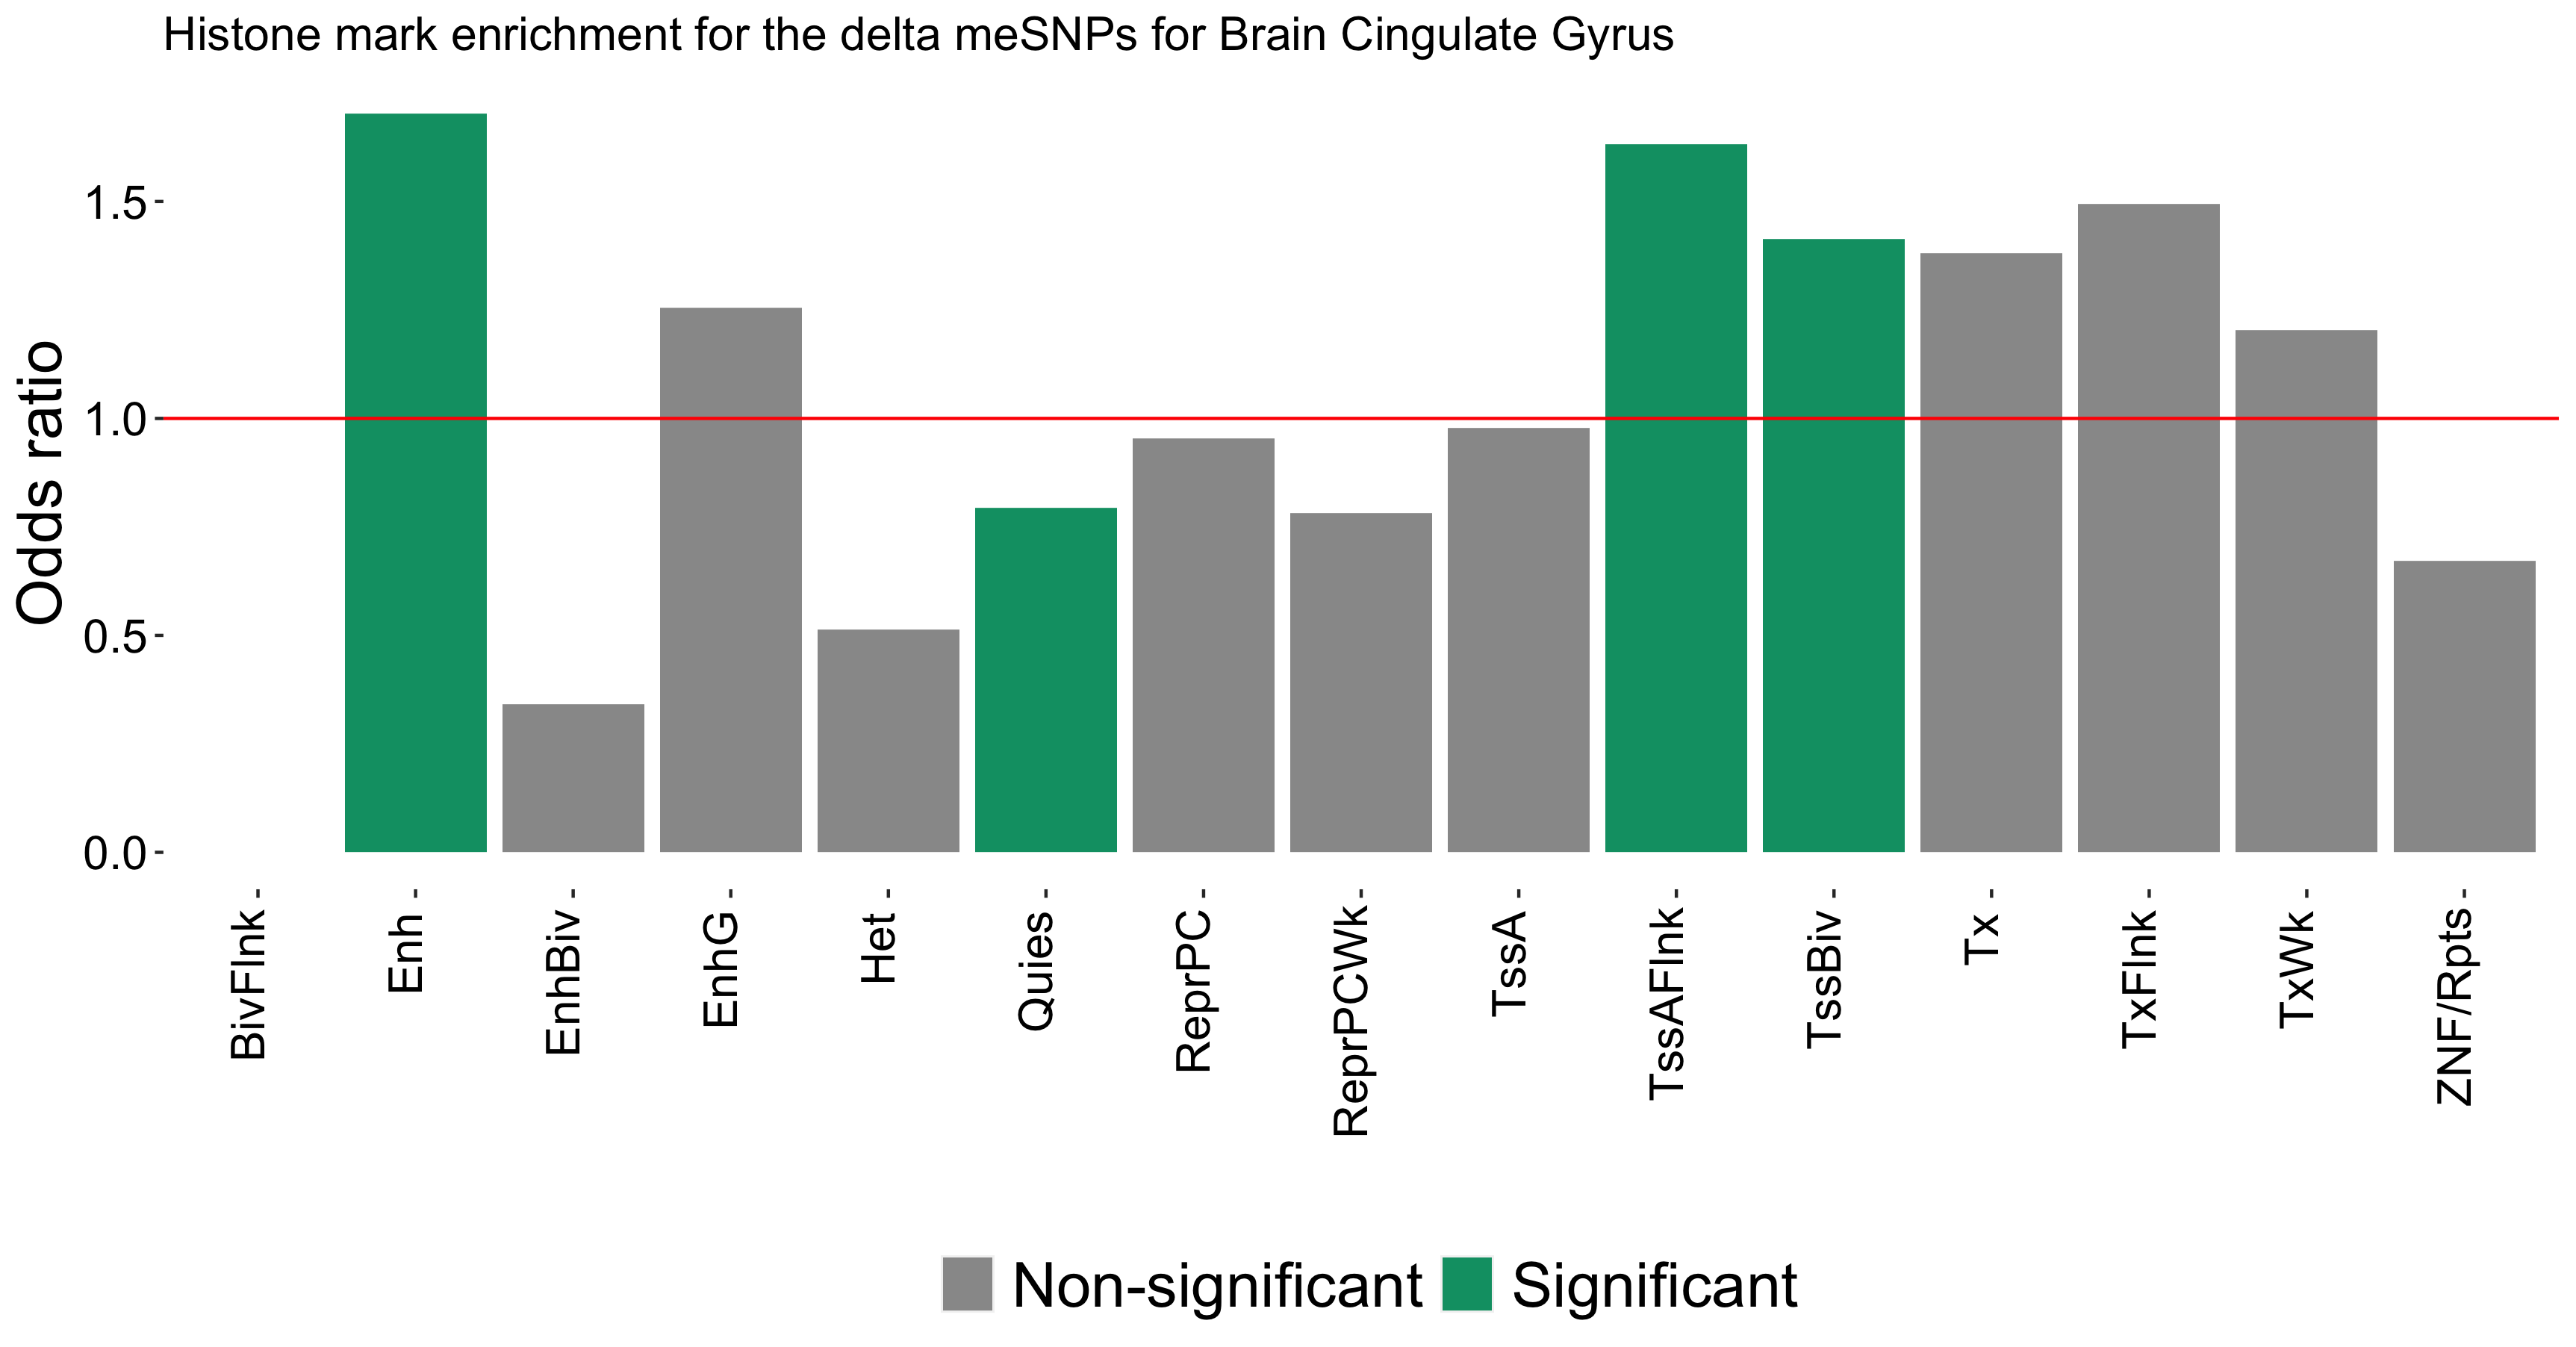 Histone mark enrichment for the delta meSNPs for Brain Cingulate Gyrus
Odds ratio
1.5
1.0
0.5
0.0
BivFlnk
Enh
EnhBiv
EnhG
Het
Quies
ReprPC
ReprPCWk
TssA
TssAFlnk
TssBiv
Tx
TxFlnk
TxWk
ZNF/Rpts
Non-significant
Significant